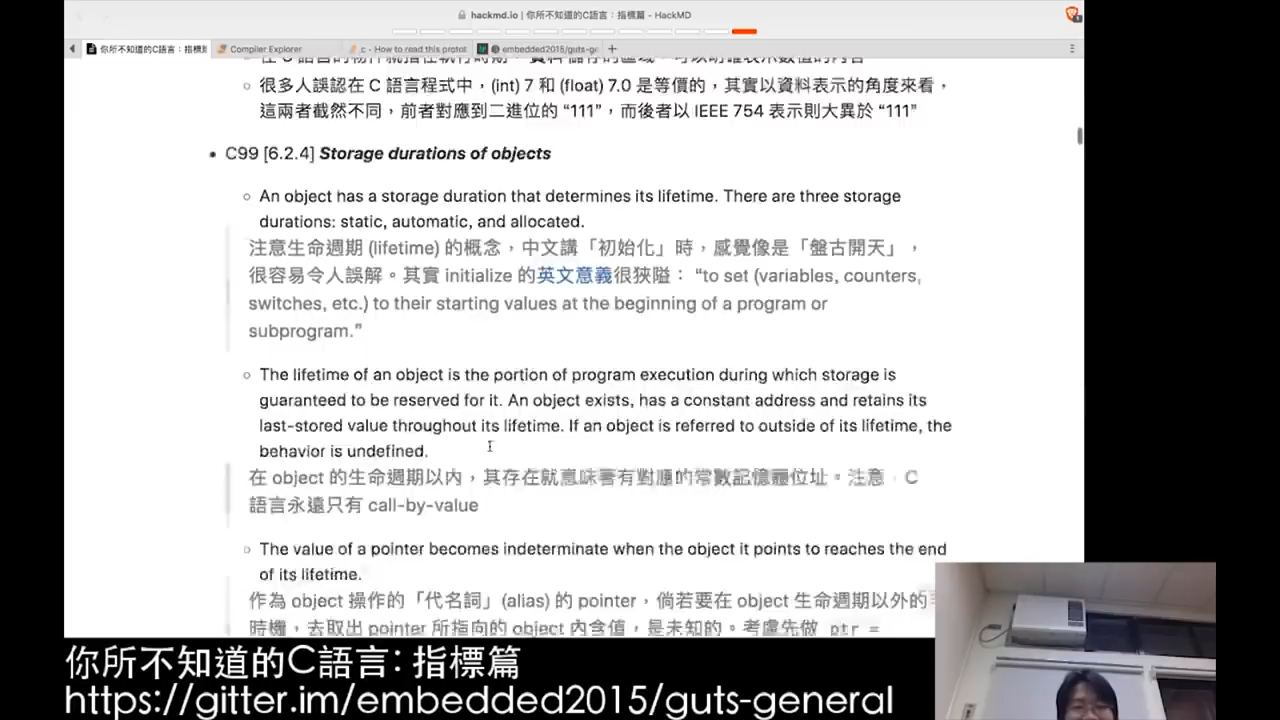 hackmd.io | 你所不知道的C語言：指標篇 - HackMD
你所不知道的C語言：指標 Compiler Explorer .c - How to read this protot embedded2015/guts-ge
很多人誤認在 C 語言程式中，(int) 7 和 (float) 7.0 是等價的，其實以資料表示的角度來看，
這兩者截然不同，前者對應到二進位的 “111”，而後者以 IEEE 754 表示則大異於 “111”
C99 [6.2.4] Storage durations of objects
An object has a storage duration that determines its lifetime. There are three storage
durations: static, automatic, and allocated.
注意生命週期 (lifetime) 的概念，中文講「初始化」時，感覺像是「盤古開天」，
很容易令人誤解。其實 initialize 的英文意義很狹隘： “to set (variables, counters,
switches, etc.) to their starting values at the beginning of a program or
subprogram.”
The lifetime of an object is the portion of program execution during which storage is
guaranteed to be reserved for it. An object exists, has a constant address and retains its
last-stored value throughout its lifetime. If an object is referred to outside of its lifetime, the
behavior is undefined.
在 object 的生命週期以內，其存在就意味著有對應的常數記憶體位址。注意，C
語言永遠只有 call-by-value
The value of a pointer becomes indeterminate when the object it points to reaches the end
of its lifetime.
作為 object 操作的「代名詞」(alias) 的 pointer，倘若要在 object 生命週期以外的
時機，去取出 pointer 所指向的 object 內含值，是未知的。考慮先做 ptr =
你所不知道的C語言: 指標篇
https://gitter.im/embedded2015/guts-general